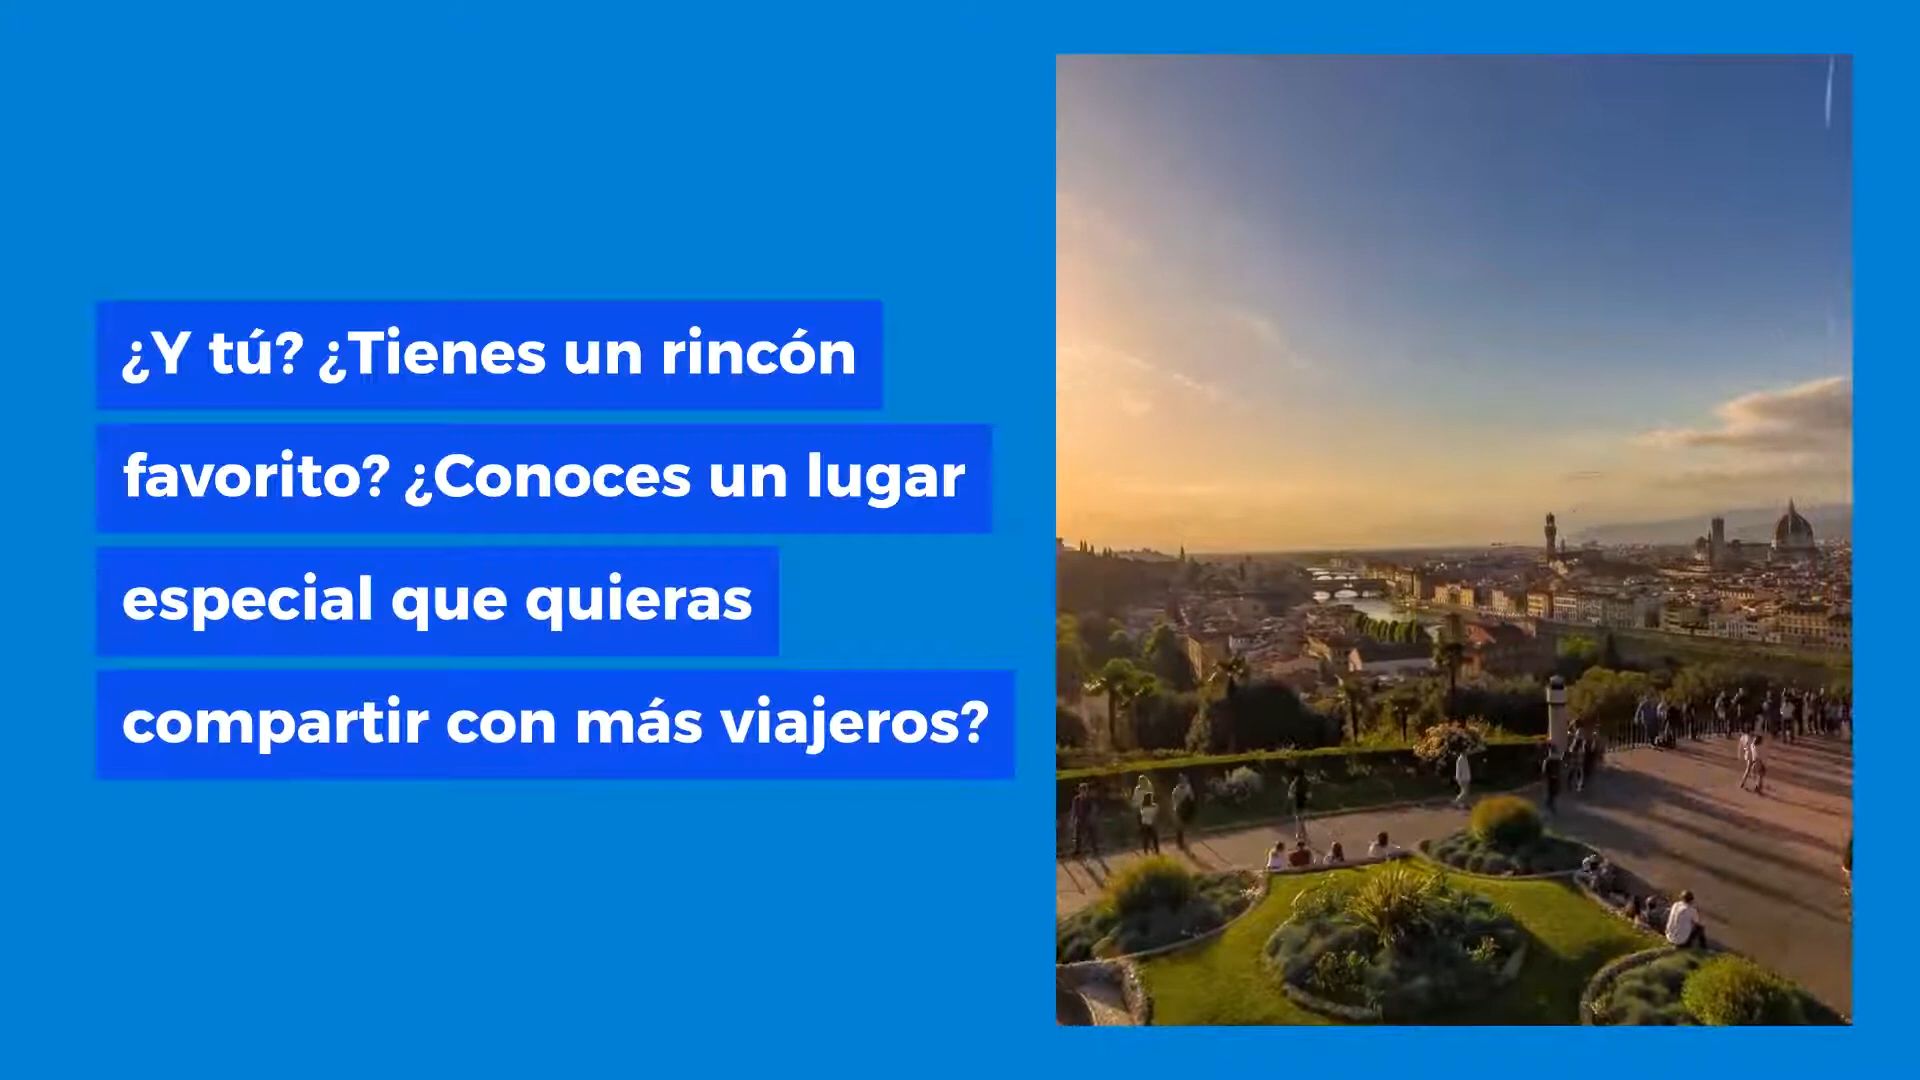 ¿Y tú? ¿Tienes un rincón
favorito? ¿Conoces un lugar
especial que quieras
compartir con más viajeros?